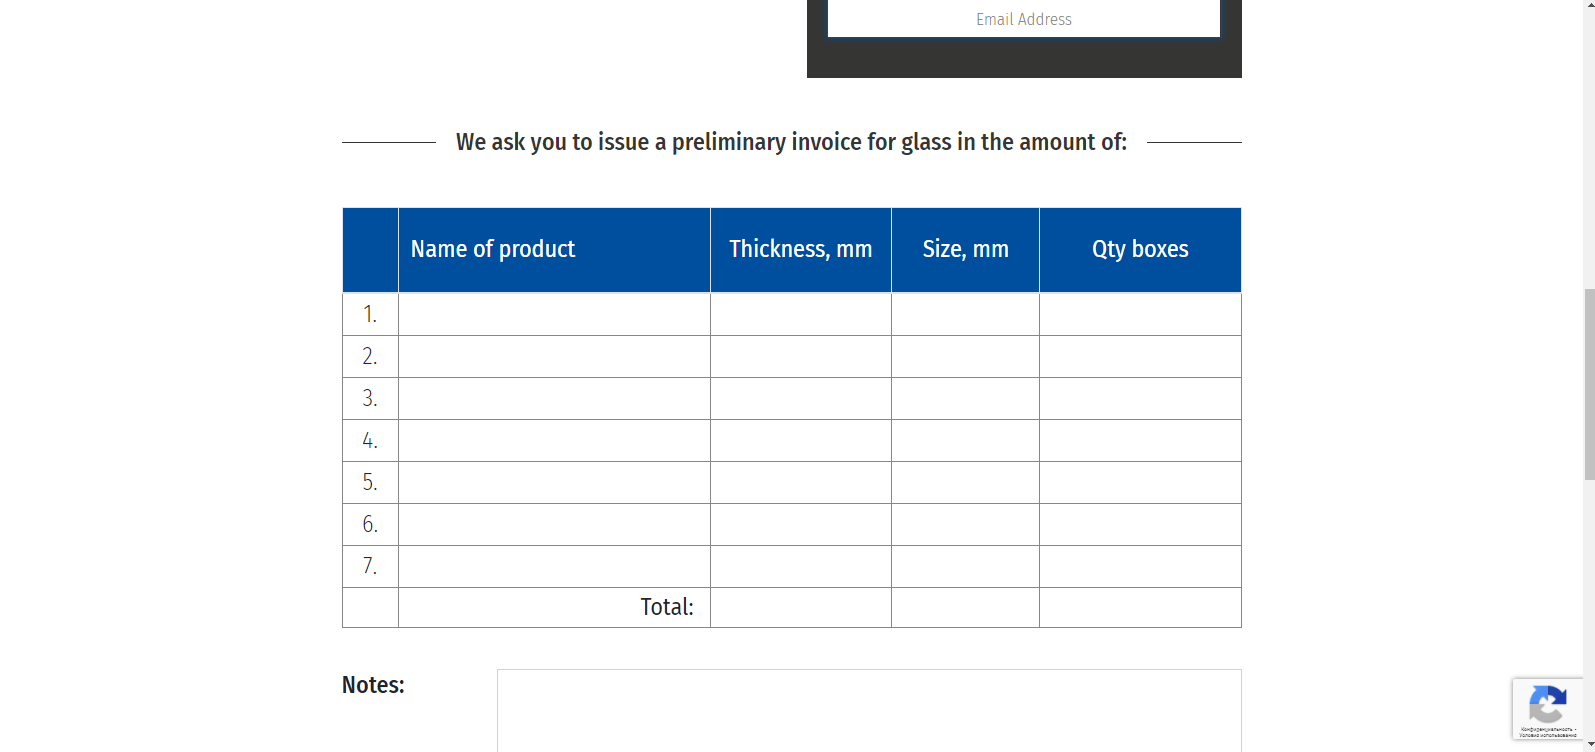 Email Address
We ask you to issue a preliminary invoice for glass in the amount of:
Name of product Thickness, mm Size, mm Qty boxes
1.
2.
3.
4.
5.
6.
7.
Total:
Notes:
Конфиденциальность -
Условия использования